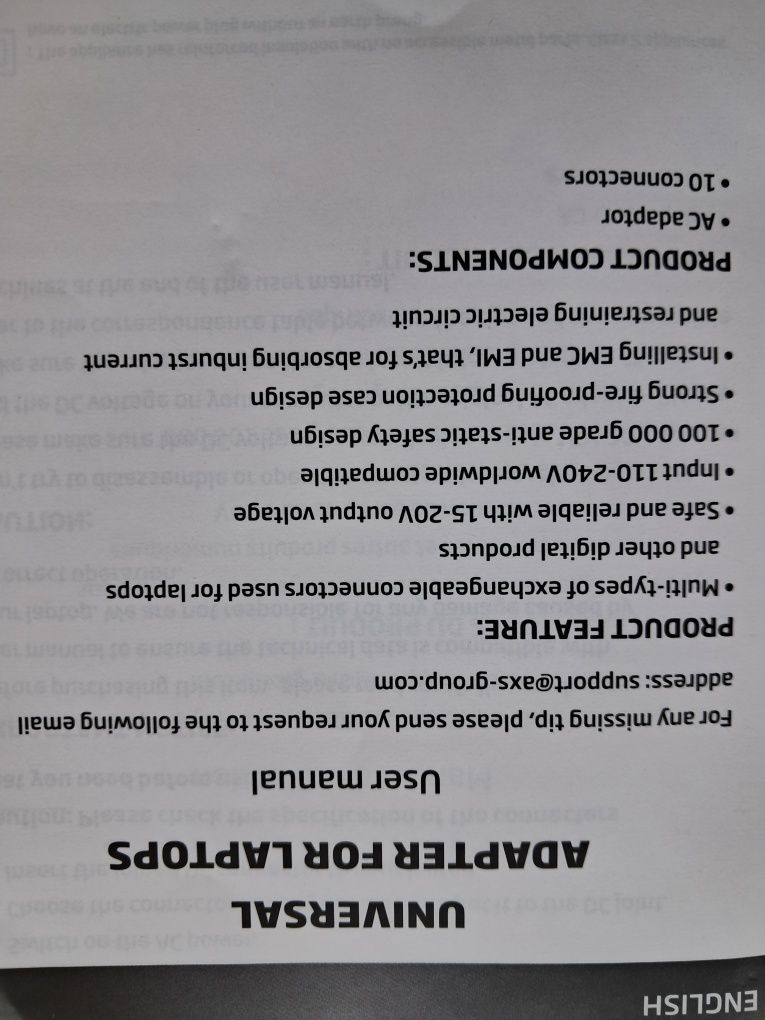 ENGLISH
UNIVERSAL
ADAPTER FOR LAPTOPS
User manual
For any missing tip, please send your request to the following email
address: support@axs-group.com
PRODUCT FEATURE:
• Multi-types of exchangeable connectors used for laptops
and other digital products
• Safe and reliable with 15-20V output voltage
• Input 110-240V worldwide compatible
• 100 000 grade anti-static safety design
• Strong fire-proofing protection case design
• Installing EMC and EMI, that's for absorbing inburst current
and restraining electric circuit
PRODUCT COMPONENTS:
• AC adaptor
• 10 connectors